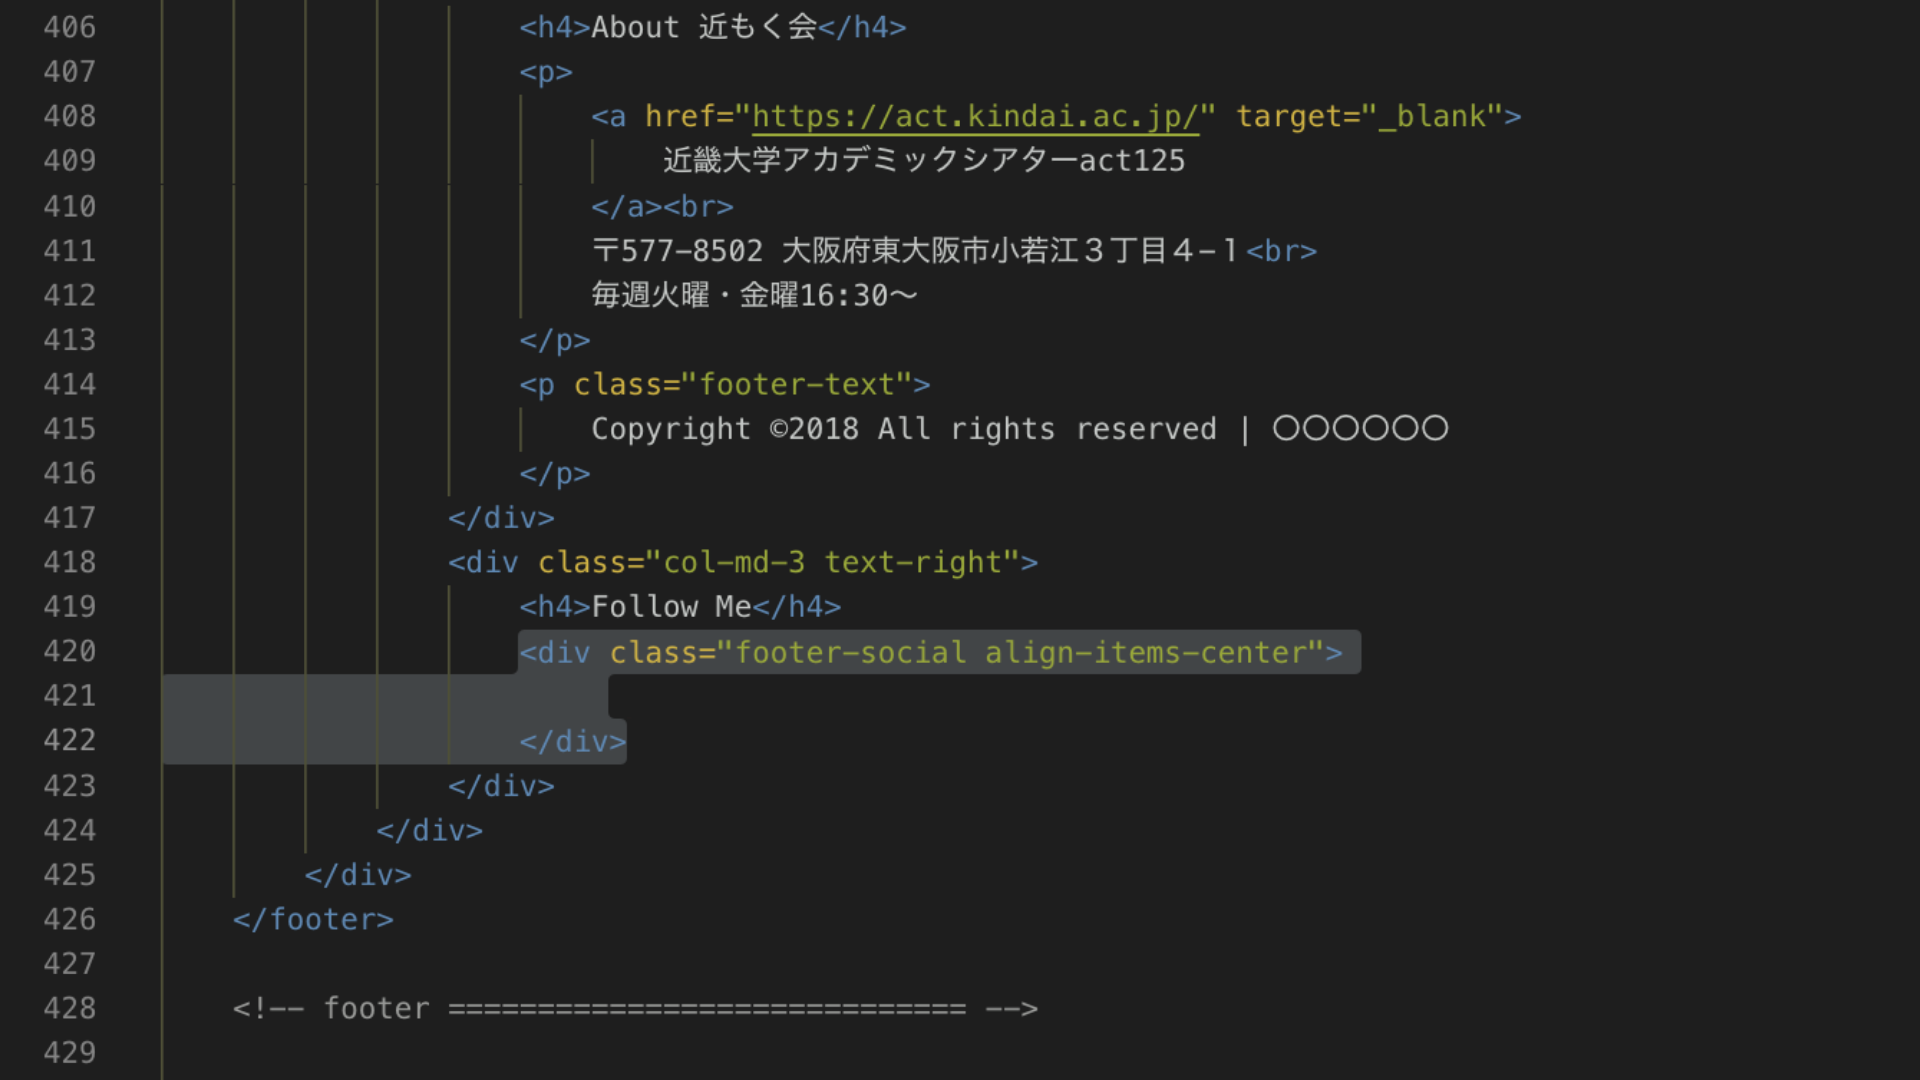 406 <h4>About 近もく会</h4>
407 <p>
408 <a href="https://act.kindai.ac.jp/" target="_blank">
409 近畿大学アカデミックシアターact125
410 </a><br>
411 〒577-8502 大阪府東大阪市小若江３丁目４−１<br>
412 毎週火曜・金曜16:30〜
413 </p>
414 <p class="footer-text">
415 Copyright ©2018 All rights reserved | 〇〇〇〇〇〇
416 </p>
417 </div>
418 <div class="col-md-3 text-right">
419 <h4>Follow Me</h4>
420 <div class="footer-social align-items-center">
421
422 </div>
423 </div>
424 </div>
425 </div>
426 </footer>
427
428 <!-- footer ============================= -->
429